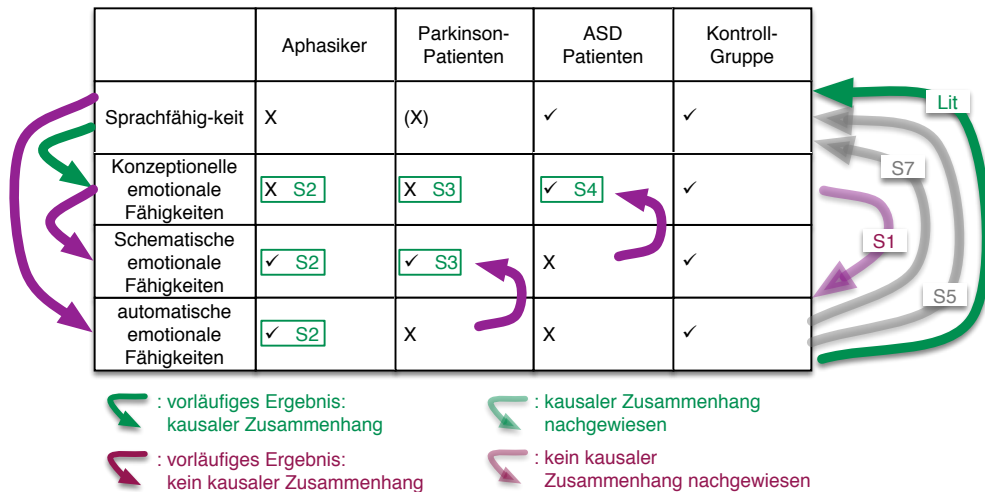 Aphasiker
Parkinson-
Patienten
ASD
Patienten
Kontroll-
Gruppe
Sprachfähig-keit
X
(X)
✓
✓
Lit
Konzeptionelle
emotionale
Fähigkeiten
X S2
X S3
✓ S4
✓
S7
Schematische
emotionale
Fähigkeiten
✓ S2
✓ S3
X
✓
S1
automatische
emotionale
Fähigkeiten
✓ S2
X
X
✓
S5
: vorläufiges Ergebnis:
kausaler Zusammenhang
: kausaler Zusammenhang
nachgewiesen
: vorläufiges Ergebnis:
kein kausaler Zusammenhang
: kein kausaler
Zusammenhang nachgewiesen